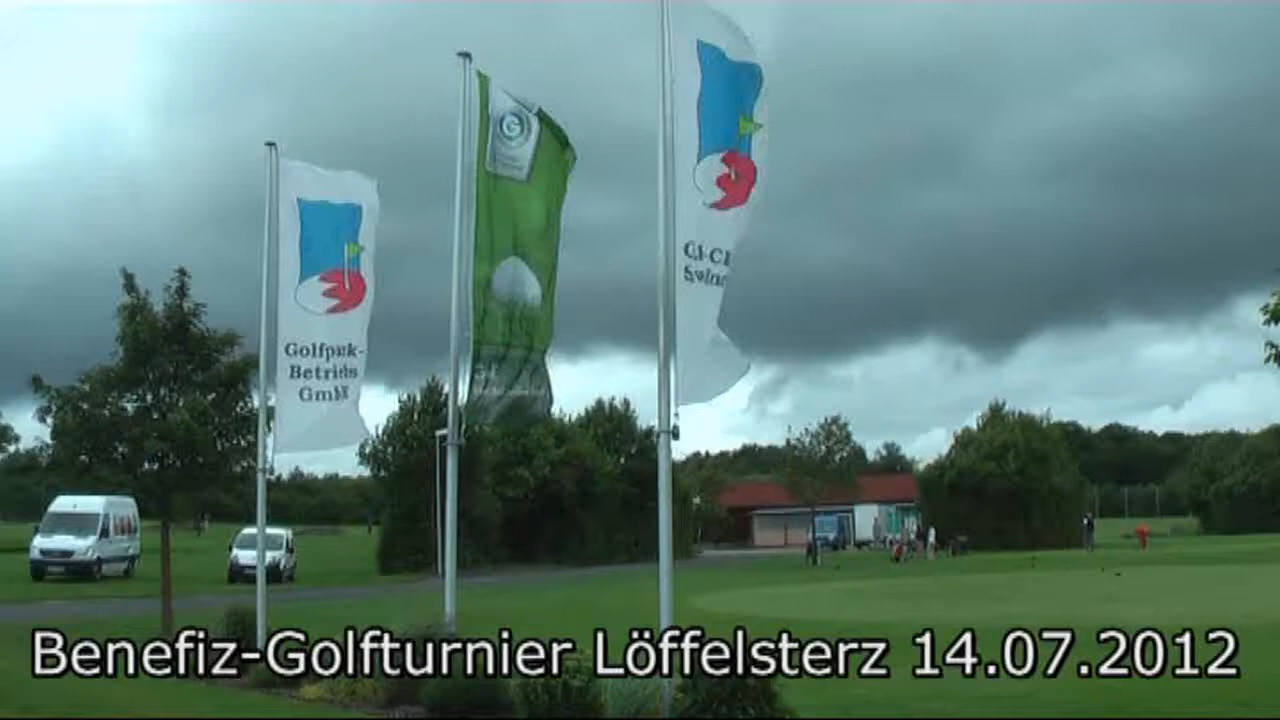 Golfpark-
Betriebs
GmbH
G
Benefiz-Golfturnier Löffelsterz 14.07.2012